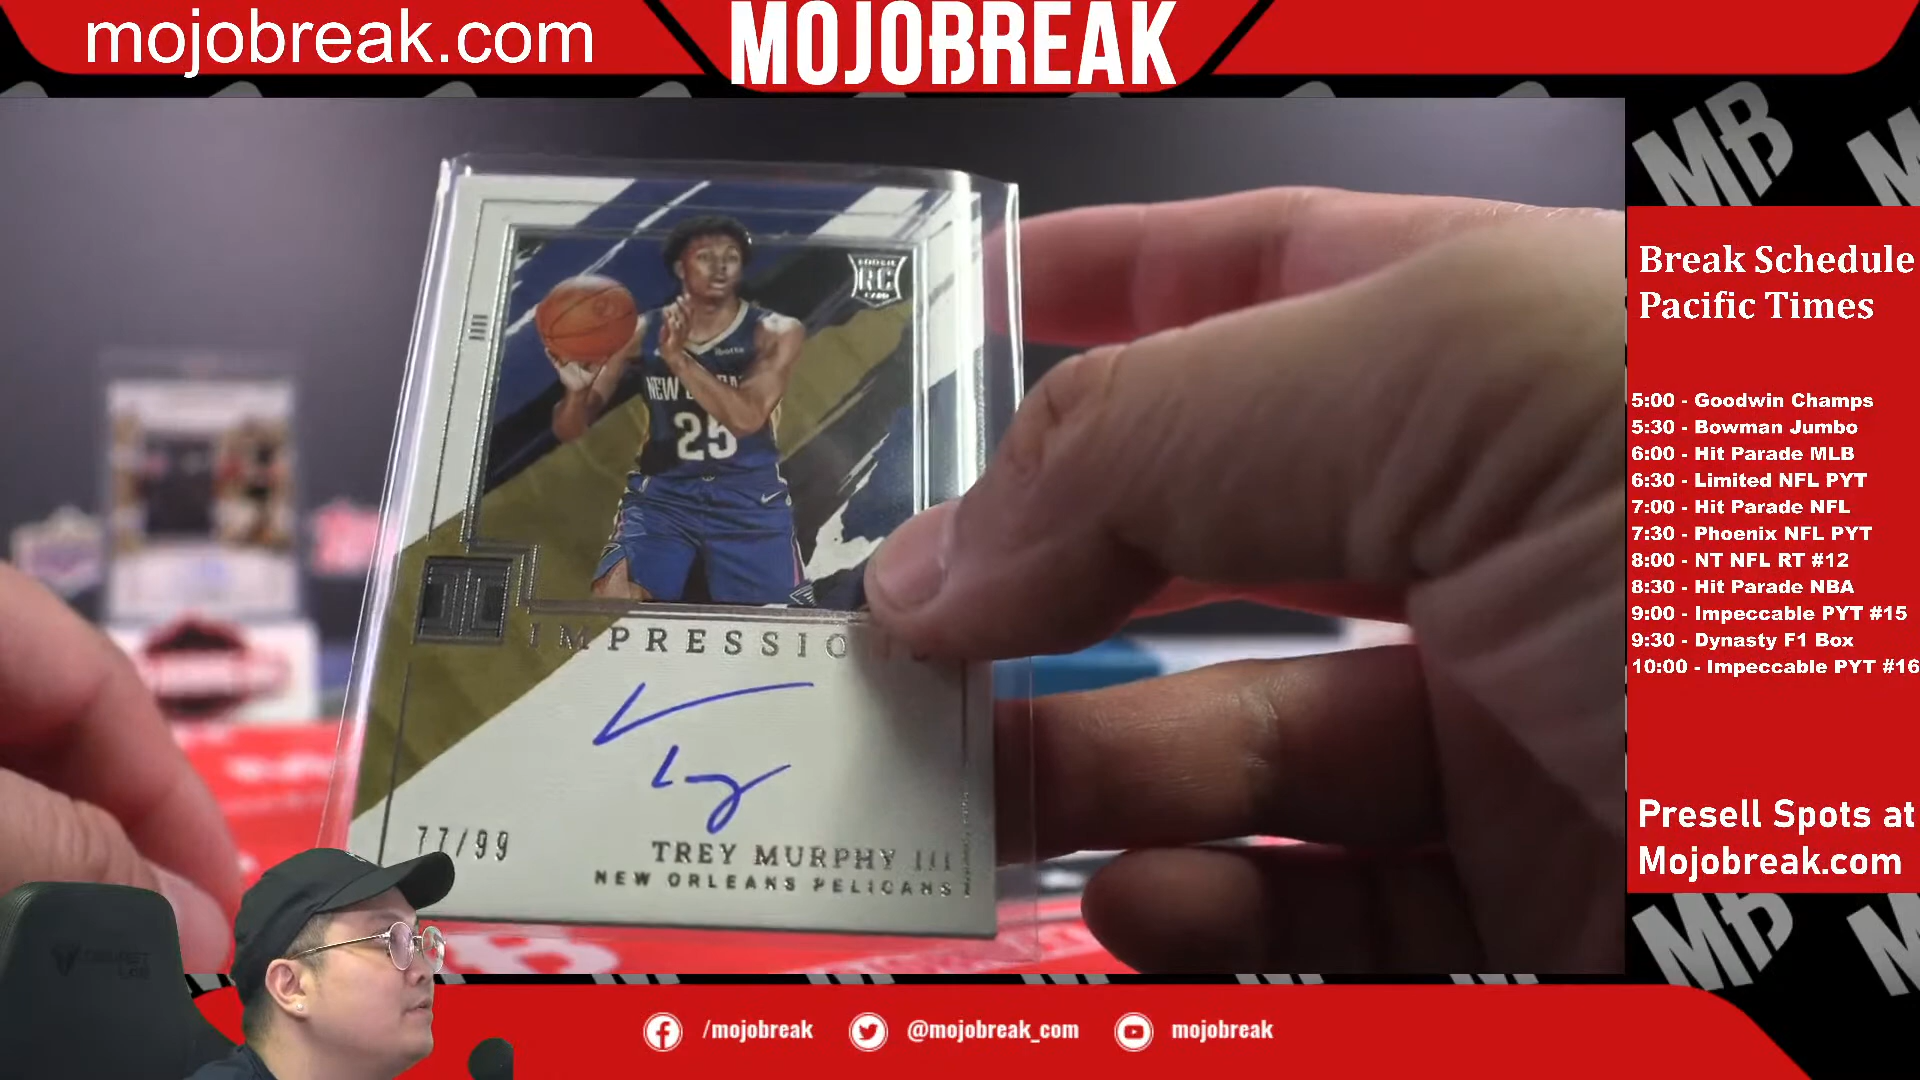 mojobreak.com
MOJOBREAK
Break Schedule
Pacific Times
5:00 - Goodwin Champs
5:30 - Bowman Jumbo
6:00 - Hit Parade MLB
6:30 - Limited NFL PYT
7:00 - Hit Parade NFL
7:30 - Phoenix NFL PYT
8:00 - NT NFL RT #12
8:30 - Hit Parade NBA
9:00 - Impeccable PYT #15
9:30 - Dynasty F1 Box
10:00 - Impeccable PYT #16
Presell Spots at
Mojobreak.com
MB
MB
ROOKIE
RC
CARD
25
77/99
TREY MURPHY III
NEW ORLEANS PELICANS
/mojobreak
@mojobreak_com
mojobreak